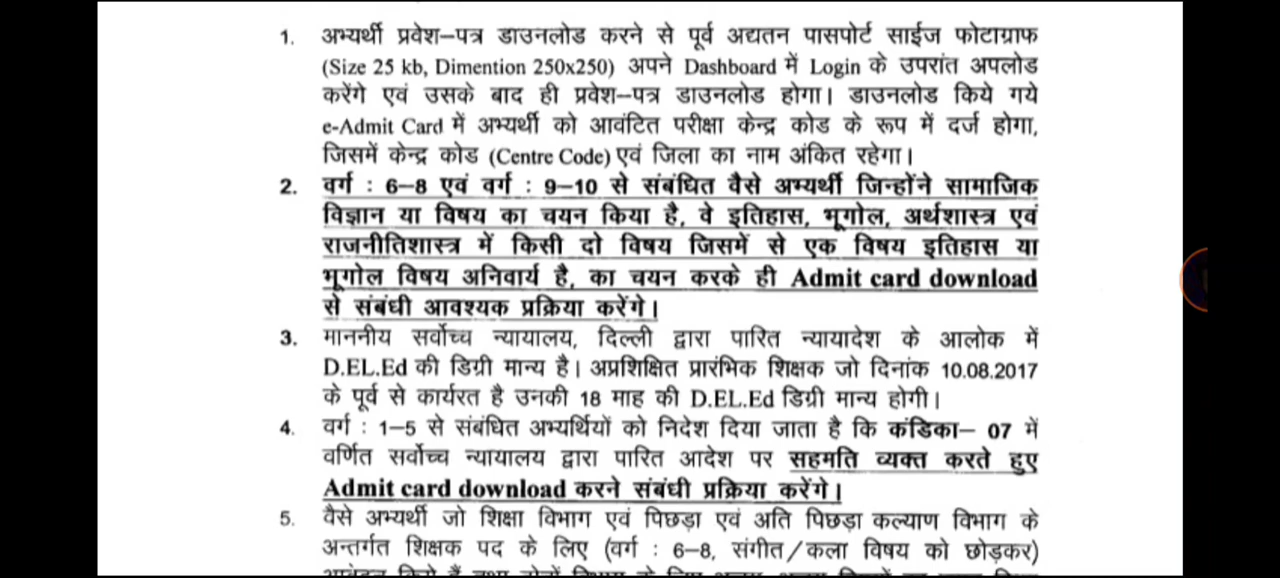 1. अभ्यर्थी प्रवेश–पत्र डाउनलोड करने से पूर्व अद्यतन पासपोर्ट साईज फोटाग्राफ
(Size 25 kb, Dimention 250x250) अपने Dashboard में Login के उपरांत अपलोड
करेंगे एवं उसके बाद ही प्रवेश–पत्र डाउनलोड होगा। डाउनलोड किये गये
e-Admit Card में अभ्यर्थी को आवंटित परीक्षा केन्द्र कोड के रूप में दर्ज होगा,
जिसमें केन्द्र कोड (Centre Code) एवं जिला का नाम अंकित रहेगा।
2. वर्ग : 6–8 एवं वर्ग : 9–10 से संबंधित वैसे अभ्यर्थी जिन्होंने सामाजिक
विज्ञान या विषय का चयन किया है, वे इतिहास, भूगोल, अर्थशास्त्र एवं
राजनीतिशास्त्र में किसी दो विषय जिसमें से एक विषय इतिहास या
भूगोल विषय अनिवार्य है, का चयन करके ही Admit card download
से संबंधी आवश्यक प्रक्रिया करेंगे।
3. माननीय सर्वोच्च न्यायालय, दिल्ली द्वारा पारित न्यायादेश के आलोक में
D.EL.Ed की डिग्री मान्य है। अप्रशिक्षित प्रारंभिक शिक्षक जो दिनांक 10.08.2017
के पूर्व से कार्यरत है उनकी 18 माह की D.EL.Ed डिग्री मान्य होगी।
4. वर्ग : 1–5 से संबंधित अभ्यर्थियों को निदेश दिया जाता है कि कंडिका– 07 में
वर्णित सर्वोच्च न्यायालय द्वारा पारित आदेश पर सहमति व्यक्त करते हुए
Admit card download करने संबंधी प्रक्रिया करेंगे।
5. वैसे अभ्यर्थी जो शिक्षा विभाग एवं पिछड़ा एवं अति पिछड़ा कल्याण विभाग के
अन्तर्गत शिक्षक पद के लिए (वर्ग : 6–8, संगीत/कला विषय को छोड़कर)